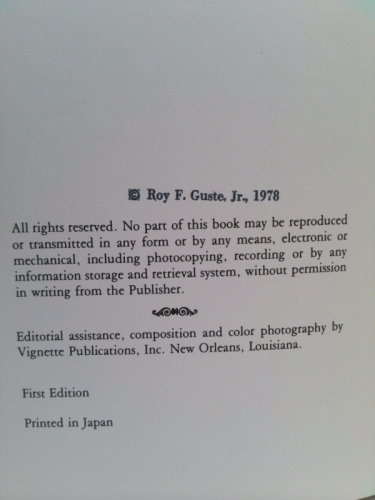 © Roy F. Guste, Jr., 1978
All rights reserved. No part of this book may be reproduced
or transmitted in any form or by any means, electronic or
mechanical, including photocopying, recording or by any
information storage and retrieval system, without permission
in writing from the Publisher.
Editorial assistance, composition and color photography by
Vignette Publications, Inc. New Orleans, Louisiana.
First Edition
Printed in Japan